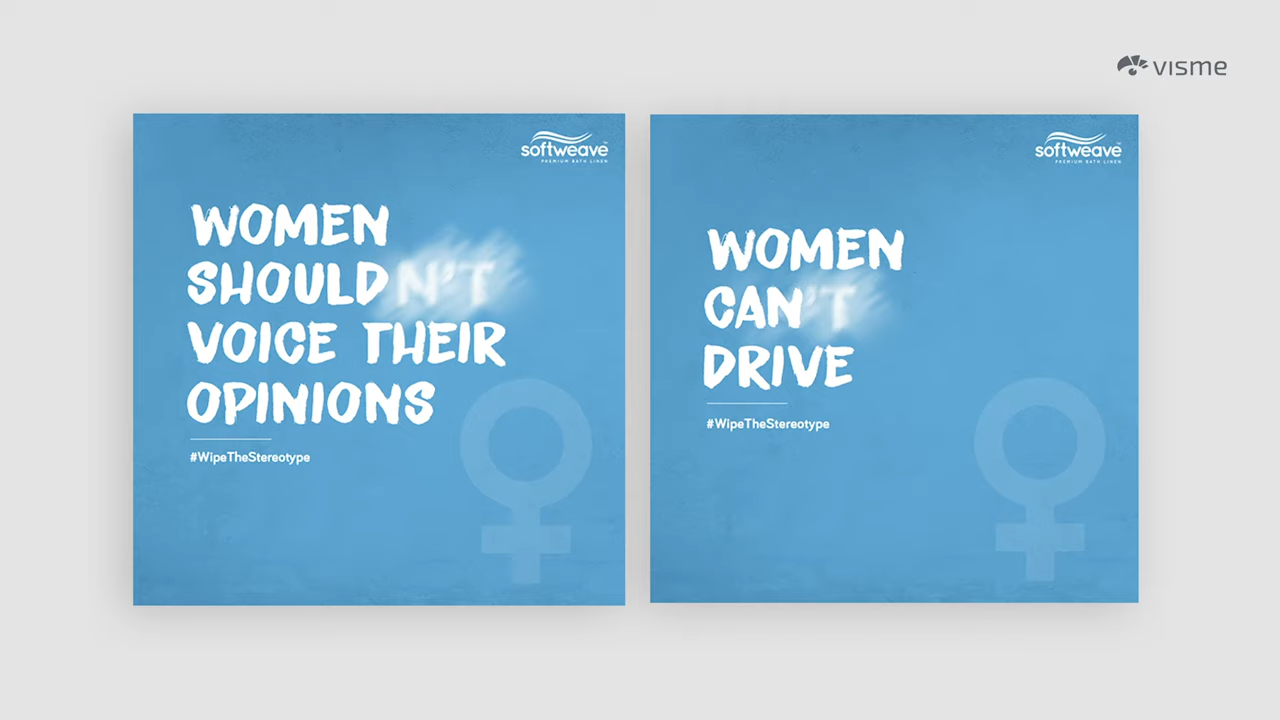 visme
softweave
PREMIUM BATH LINEN
WOMEN
SHOULDN'T
VOICE THEIR
OPINIONS
#WipeTheStereotype
softweave
PREMIUM BATH LINEN
WOMEN
CAN'T
DRIVE
#WipeTheStereotype